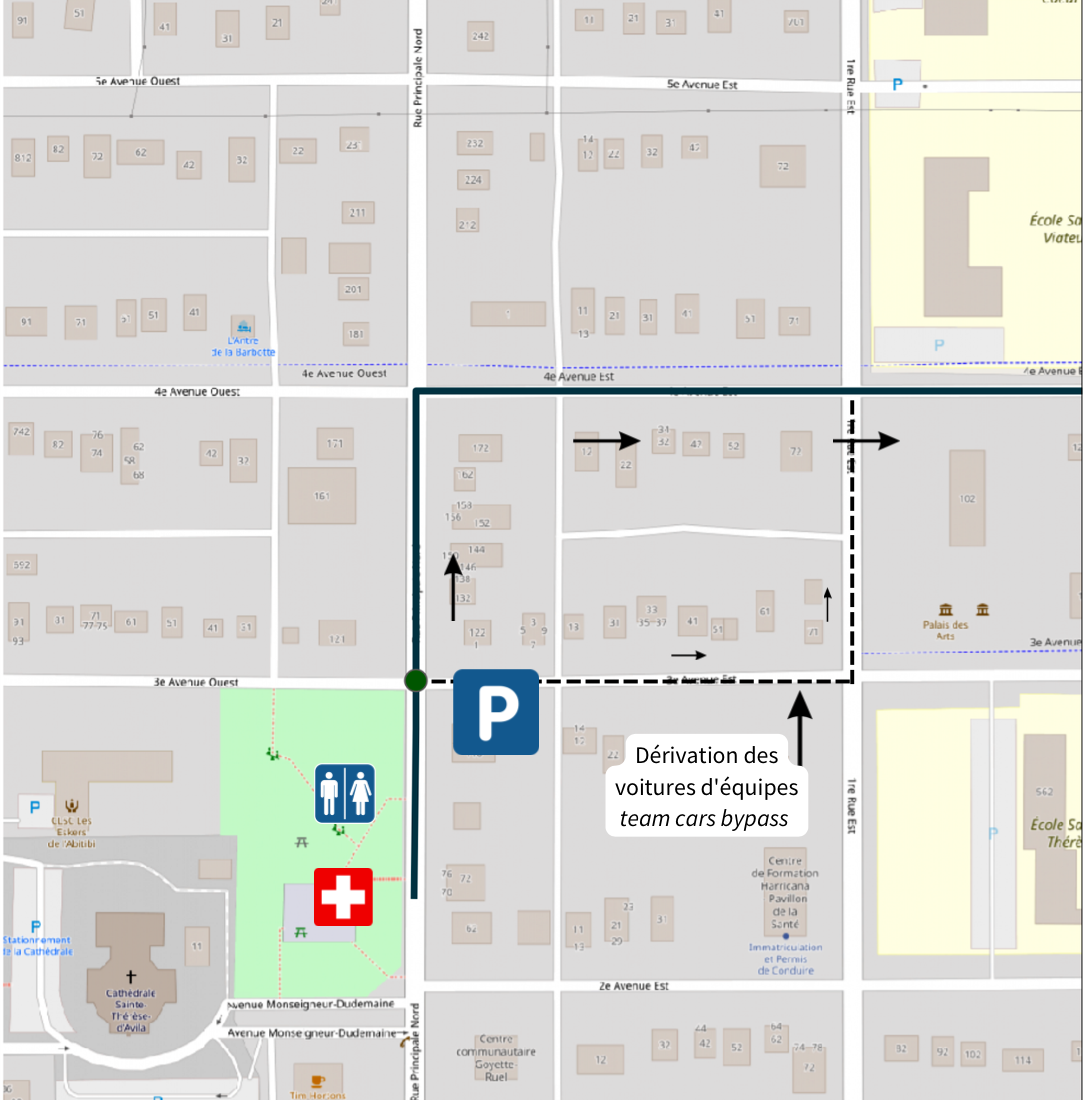 91
51
41
31
21
242
11
21
31
41
5e Avenue Ouest
Rue Principale Nord
5e Avenue Est
1re Rue Est
P
812
82
72
62
42
32
22
232
224
212
211
14
12
22
32
72
École Sa
Viateu
201
181
91
51
41
L'Antre
de la Barbotte
1
11
13
21
31
41
51
71
P
4e Avenue Ouest
4e Avenue Est
4e Avenue E
4e Avenue Ouest
742
82
76
74
62
58
68
42
32
171
161
172
162
152
156
144
146
138
132
122
1
12
22
31
32
42
52
72
1re Rue Est
102
592
91
93
31
71
77-75
61
51
41
31
121
3
5
9
13
31
33
35-37
41
51
61
71
Palais des
Arts
3e Avenue
3e Avenue Ouest
3e Avenue Est
P
14
12
22
Dérivation des
voitures d'équipes
team cars bypass
1re Rue Est
P
CLSC Les
Eskers
de l'Abitibi
P
562
École Sa
Thérè
76
70
72
62
11
13
23
21
29
31
Centre
de Formation
Harricana
Pavillon
de la
Santé
Immatriculation
et Permis
de Conduire
P
Stationnement
de la Cathédrale
11
Cathédrale
Sainte-
Thérèse-
d'Avila
Avenue Monseigneur-Dudemaine
Avenue Monseigneur-Dudemaine
2e Avenue Est
Rue Principale Nord
Centre
communautaire
Goyette-
Ruel
12
32
44
42
52
64
62
74-78
72
82
92
102
114
Tim Hortons
P